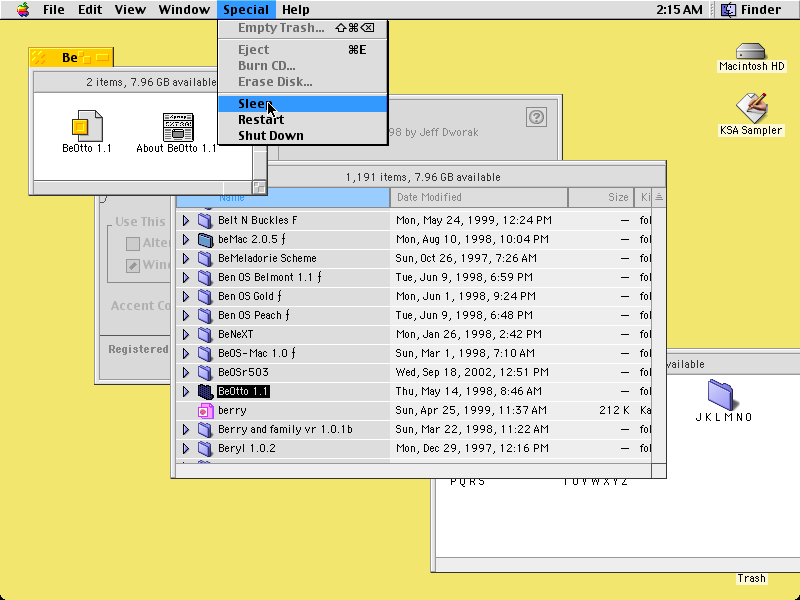 File Edit View Window Special Help 2:15 AM Finder
Empty Trash... ⇧⌘⌫
Eject ⌘E
Burn CD...
Erase Disk...
Sleep
Restart
Shut Down
Be
2 items, 7.96 GB available
BeOtto 1.1
About BeOtto 1.1
Macintosh HD
KSA Sampler
98 by Jeff Dworak
Use This
Alter
Wind
Accent Co
Registered
1,191 items, 7.96 GB available
Name Date Modified Size Ki
Belt N Buckles F Mon, May 24, 1999, 12:24 PM — fol
beMac 2.0.5 ƒ Mon, Aug 10, 1998, 10:04 PM — fol
BeMeladorie Scheme Sun, Oct 26, 1997, 7:26 AM — fol
Ben OS Belmont 1.1 ƒ Tue, Jun 9, 1998, 6:59 PM — fol
Ben OS Gold ƒ Mon, Jun 1, 1998, 9:24 PM — fol
Ben OS Peach ƒ Tue, Jun 9, 1998, 6:48 PM — fol
BeNeXT Mon, Jan 26, 1998, 2:42 PM — fol
BeOS-Mac 1.0 ƒ Sun, Mar 1, 1998, 7:10 AM — fol
BeOSr503 Wed, Sep 18, 2002, 12:51 PM — fol
BeOtto 1.1 Thu, May 14, 1998, 8:46 AM — fol
berry Sun, Apr 25, 1999, 11:37 AM 212 K Ka
Berry and family vr 1.0.1b Sun, Mar 22, 1998, 11:22 AM — fol
Beryl 1.0.2 Mon, Dec 29, 1997, 12:16 PM — fol
vailable
J K L M N O
P Q R S
T U V W X Y Z
Trash